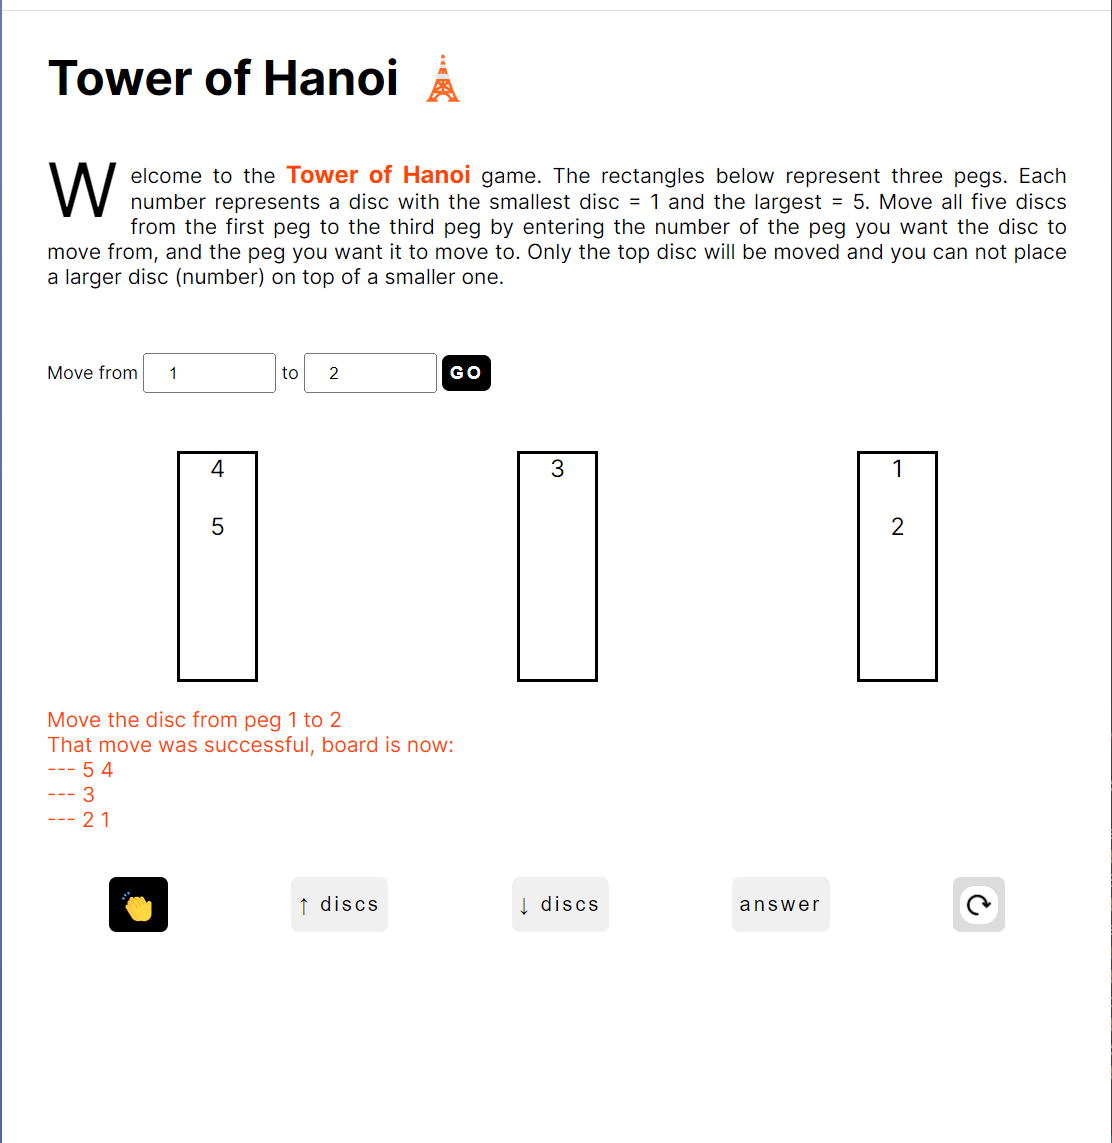 Tower of Hanoi
Welcome to the Tower of Hanoi game. The rectangles below represent three pegs. Each
number represents a disc with the smallest disc = 1 and the largest = 5. Move all five discs
from the first peg to the third peg by entering the number of the peg you want the disc to
move from, and the peg you want it to move to. Only the top disc will be moved and you can not place
a larger disc (number) on top of a smaller one.
Move from 1 to 2 GO
4 3 1
5 2
Move the disc from peg 1 to 2
That move was successful, board is now:
--- 5 4
--- 3
--- 2 1
↑ discs ↓ discs answer